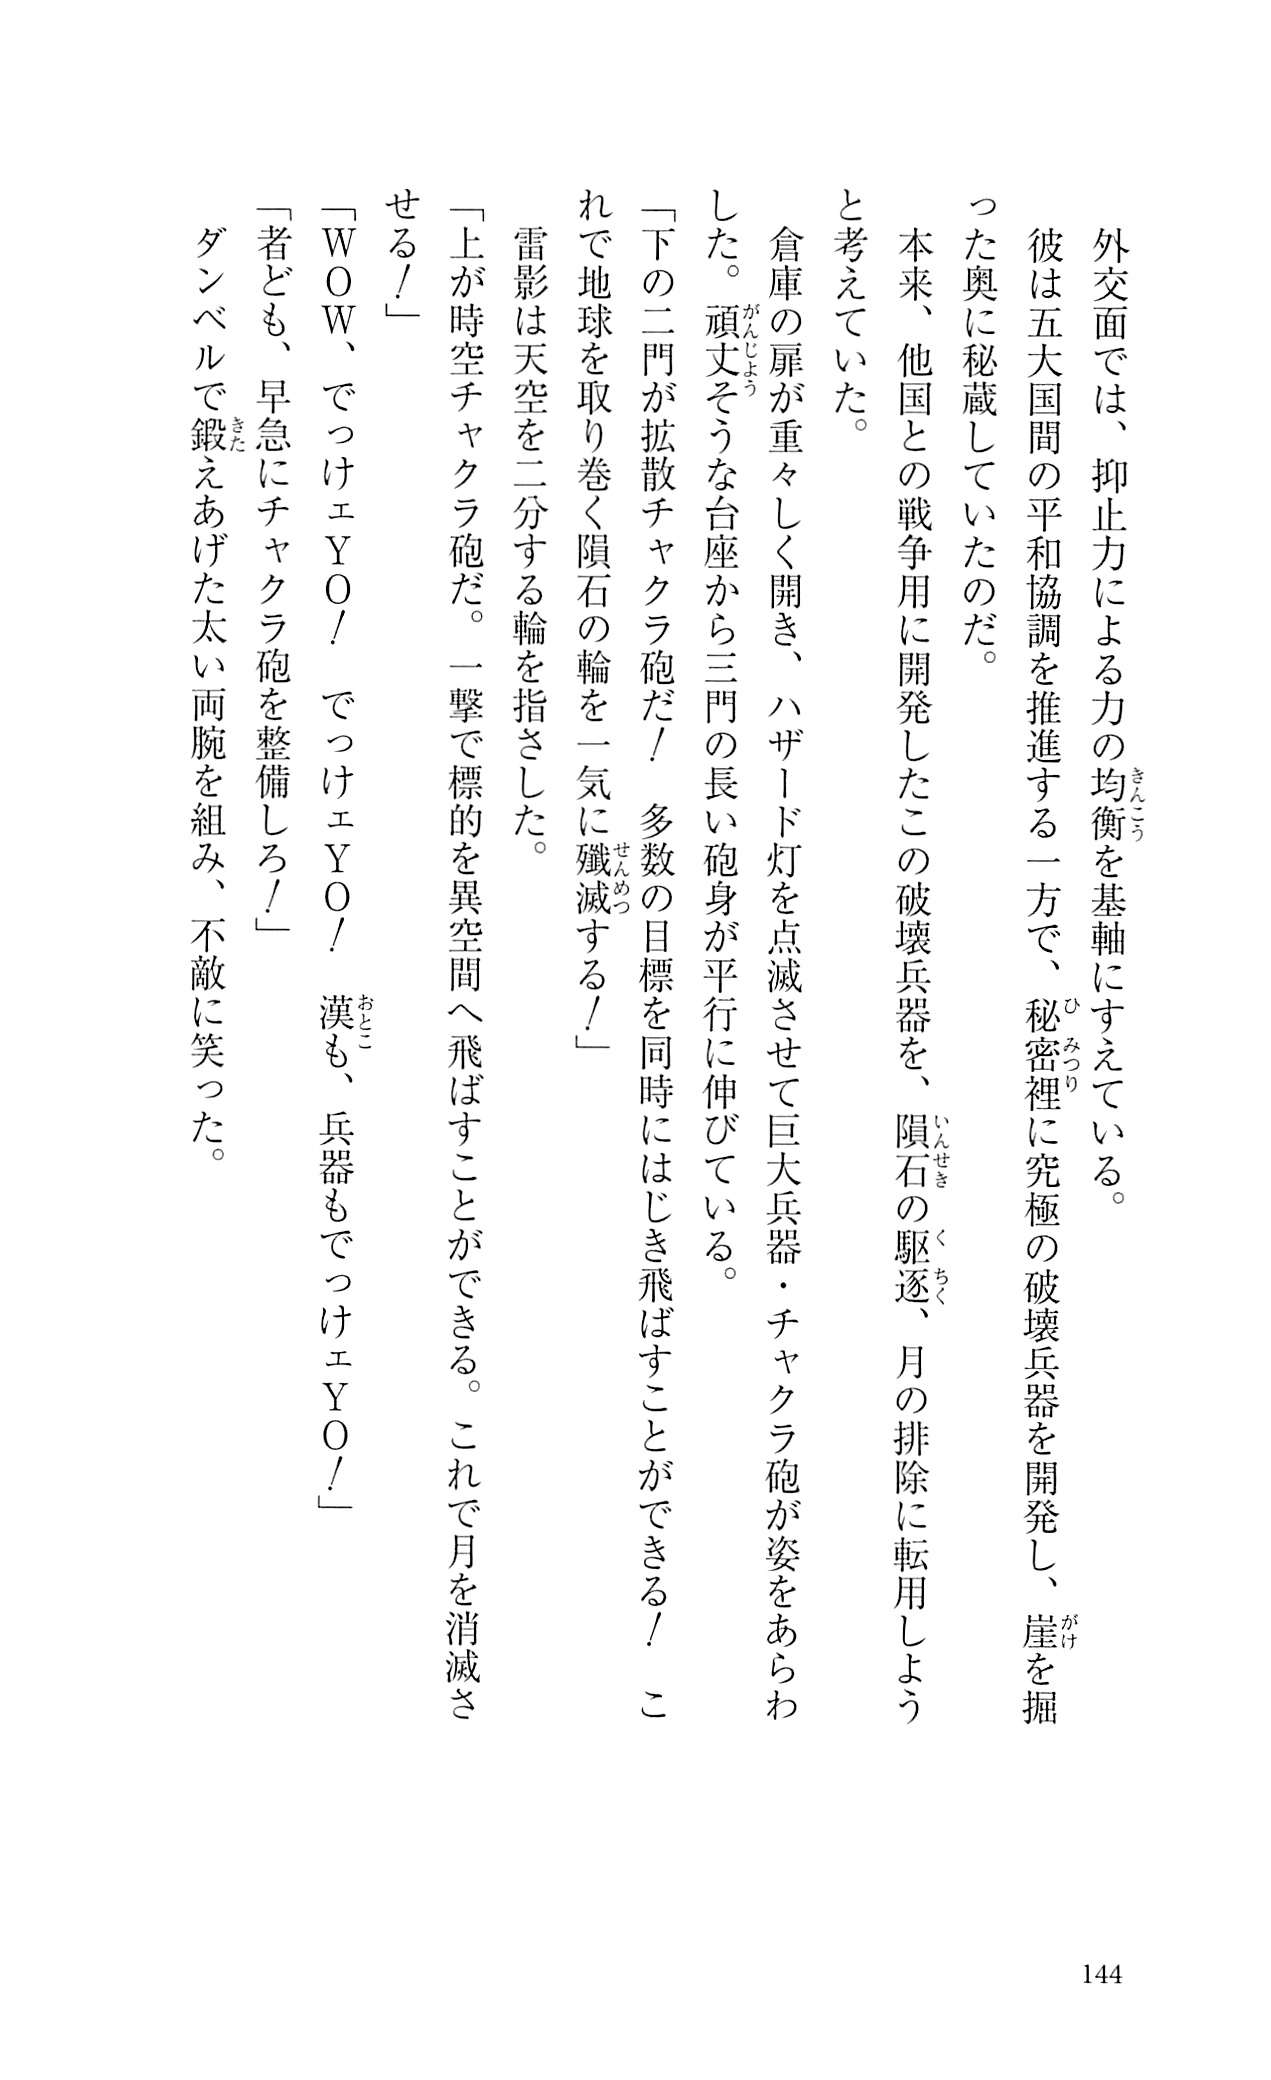 外交面では、抑止力による力の均衡を基軸にすえている。
彼は五大国間の平和協調を推進する一方で、秘密裡に究極の破壊兵器を開発し、崖を掘
った奥に秘蔵していたのだ。
本来、他国との戦争用に開発したこの破壊兵器を、隕石の駆逐、月の排除に転用しよう
と考えていた。
倉庫の扉が重々しく開き、ハザード灯を点滅させて巨大兵器・チャクラ砲が姿をあらわ
した。頑丈そうな台座から三門の長い砲身が平行に伸びている。
「下の二門が拡散チャクラ砲だ！　多数の目標を同時にはじき飛ばすことができる！　こ
れで地球を取り巻く隕石の輪を一気に殲滅する！」
雷影は天空を二分する輪を指さした。
「上が時空チャクラ砲だ。一撃で標的を異空間へ飛ばすことができる。これで月を消滅さ
せる！」
「ＷＯＷ、でっけェＹＯ！　でっけェＹＯ！　漢も、兵器もでっけェＹＯ！」
「者ども、早急にチャクラ砲を整備しろ！」
ダンベルで鍛えあげた太い両腕を組み、不敵に笑った。
144